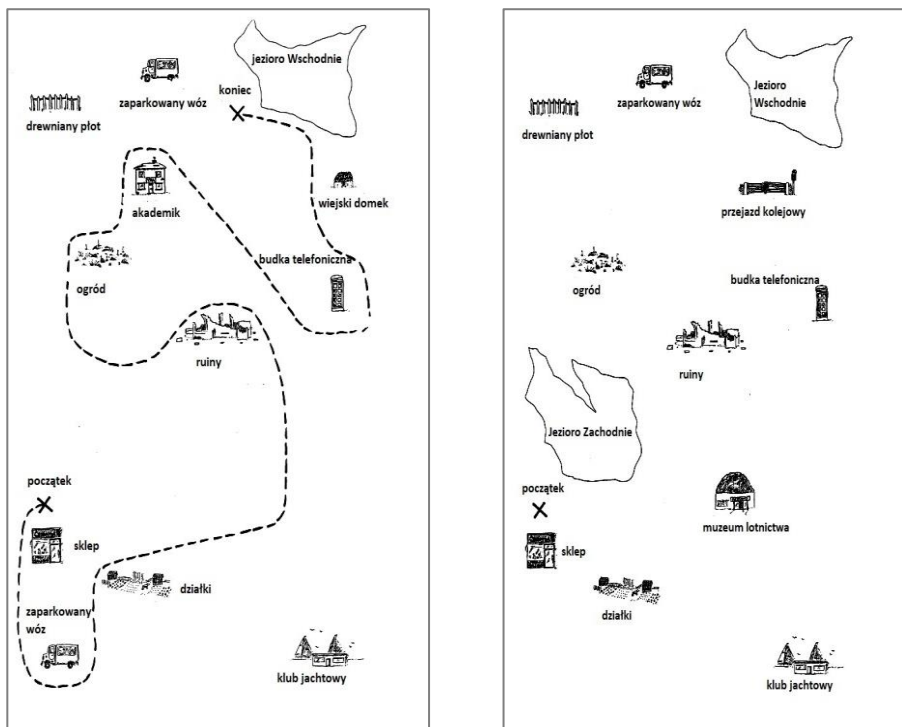 jezioro Wschodnie
zaparkowany wóz
koniec
drewniany płot
akademik
wiejski domek
budka telefoniczna
ogród
ruiny
początek
sklep
działki
zaparkowany
wóz
klub jachtowy
Jezioro
Wschodnie
zaparkowany wóz
drewniany płot
przejazd kolejowy
ogród
budka telefoniczna
ruiny
Jezioro Zachodnie
początek
muzeum lotnictwa
sklep
działki
klub jachtowy